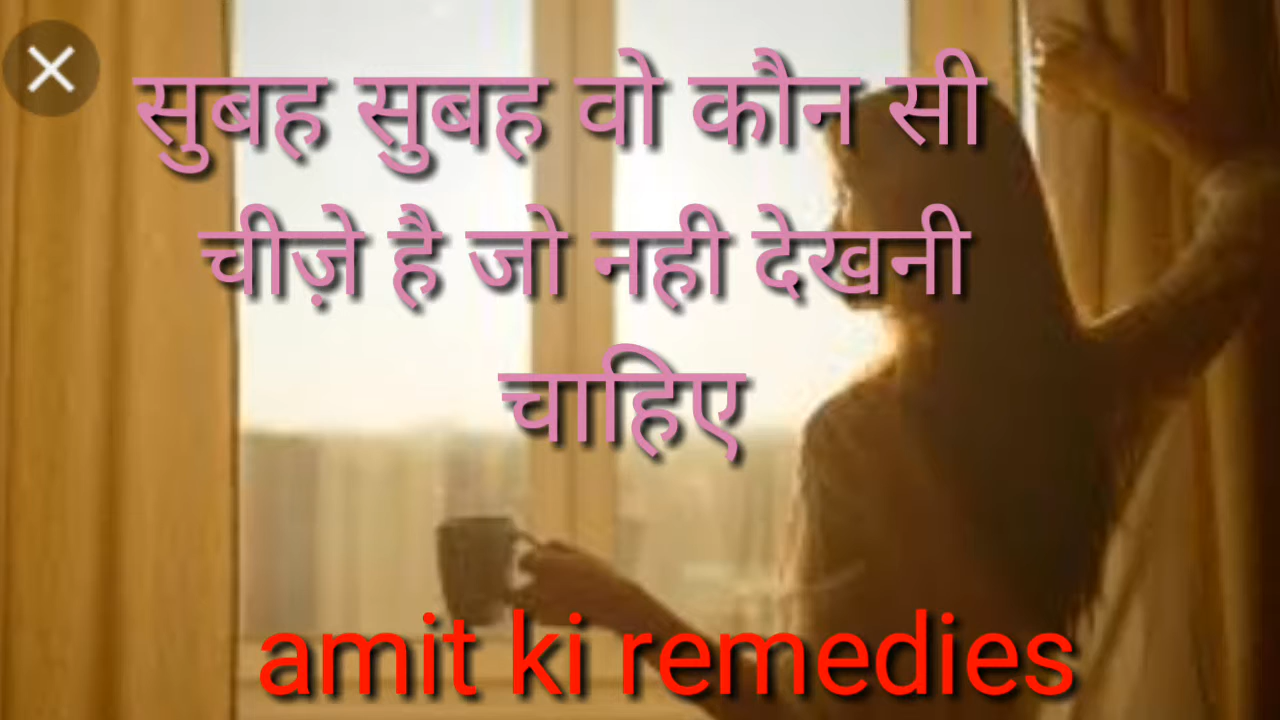 सुबह सुबह वो कौन सी
चीज़े है जो नही देखनी
चाहिए
amit ki remedies